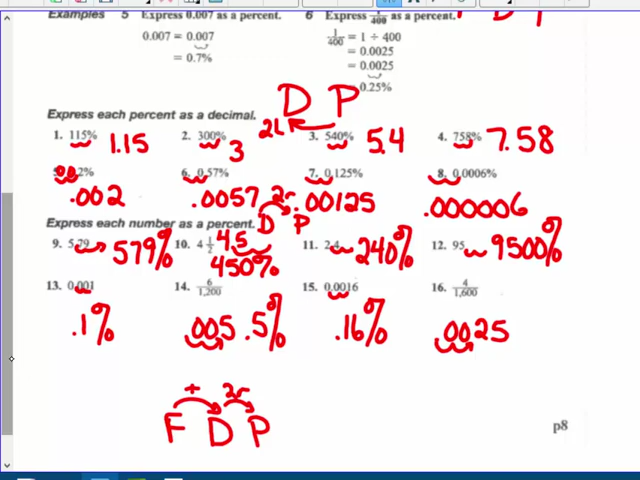 Examples 5 Express 0.007 as a percent. 6 Express 1/400 as a percent. D P
0.007 = 0.007 1/400 = 1 ÷ 400
= 0.7% = 0.0025
= 0.0025
0.25%
D P
2L
Express each percent as a decimal.
1. 115% 1.15 2. 300% 3 3. 540% 5.4 4. 758% 7.58
.2% 6. 0.57% 7. 0.125% 8. 0.0006%
.002 .0057 .00125 .000006
2r
D P
Express each number as a percent.
9. 5.79 579% 10. 4 1/2 4.5 11. 2.4 240% 12. 95 9500%
450%
13. 0.001 14. 6/1,200 15. 0.0016 16. 4/1,600
.1% .005 .5% .16% .0025
÷ 2r
F D P
p8